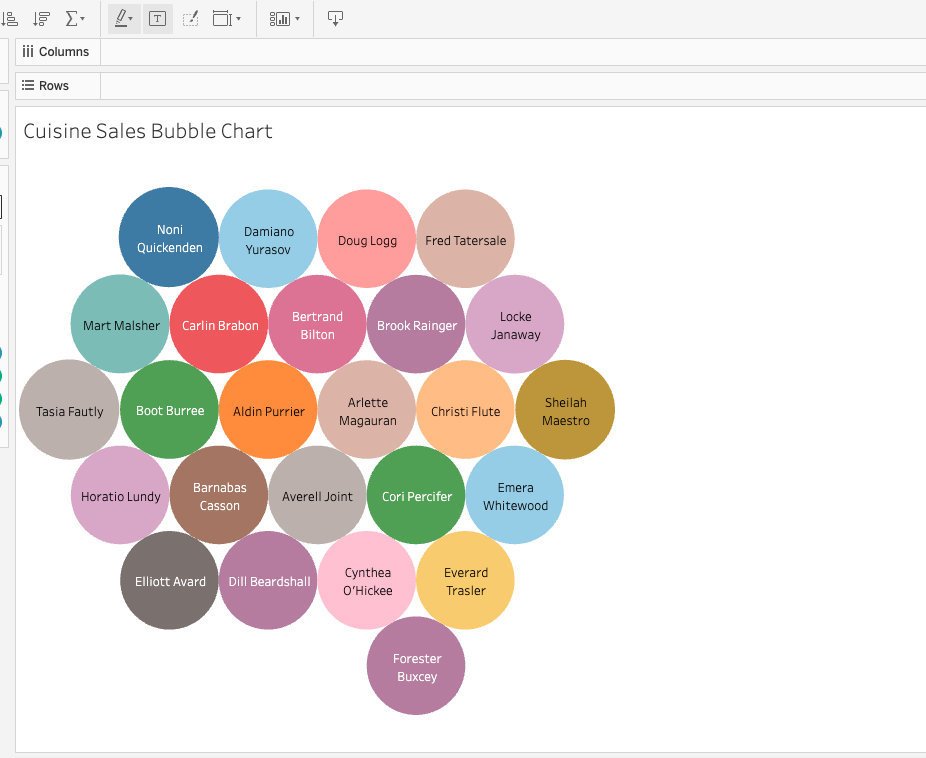 T
Columns
Rows
Cuisine Sales Bubble Chart
Noni
Quickenden
Damiano
Yurasov
Doug Logg
Fred Tatersale
Mart Malsher
Carlin Brabon
Bertrand
Bilton
Brook Rainger
Locke
Janaway
Tasia Fautly
Boot Burree
Aldin Purrier
Arlette
Magauran
Christi Flute
Sheilah
Maestro
Horatio Lundy
Barnabas
Casson
Averell Joint
Cori Percifer
Emera
Whitewood
Elliott Avard
Dill Beardshall
Cynthea
O'Hickee
Everard
Trasler
Forester
Buxcey